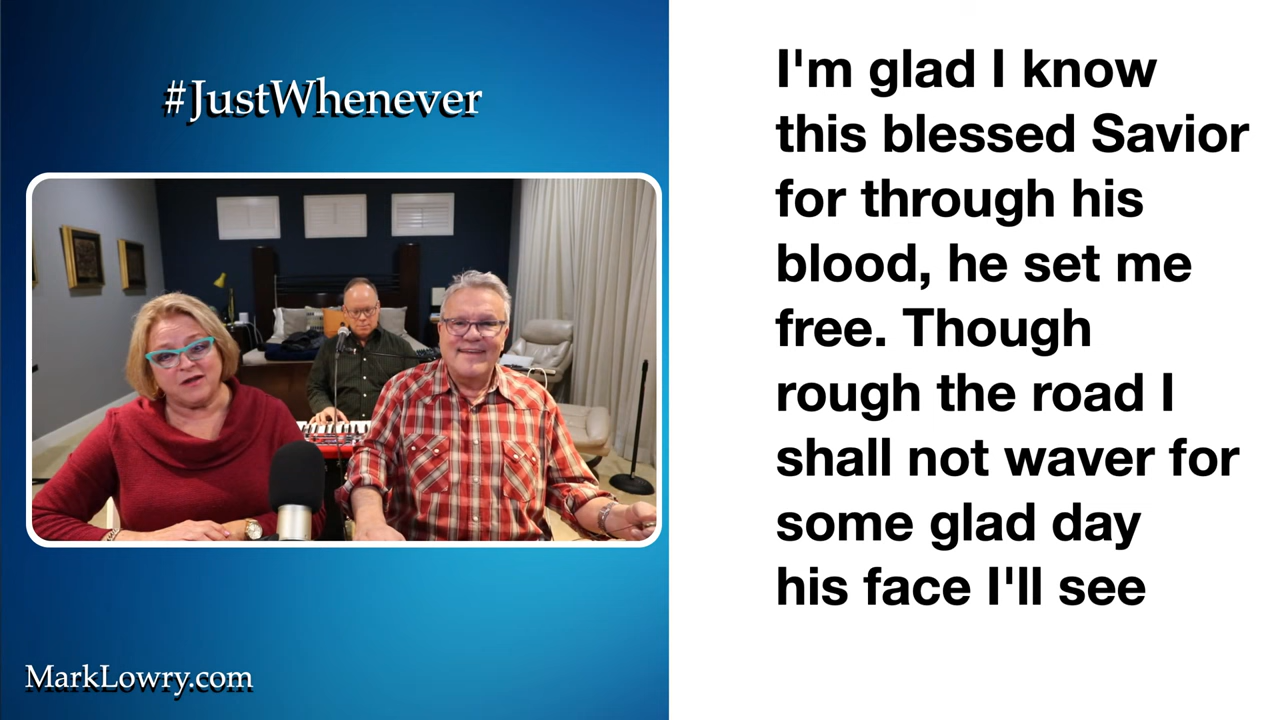 #JustWhenever
MarkLowry.com
I'm glad I know
this blessed Savior
for through his
blood, he set me
free. Though
rough the road I
shall not waver for
some glad day
his face I'll see